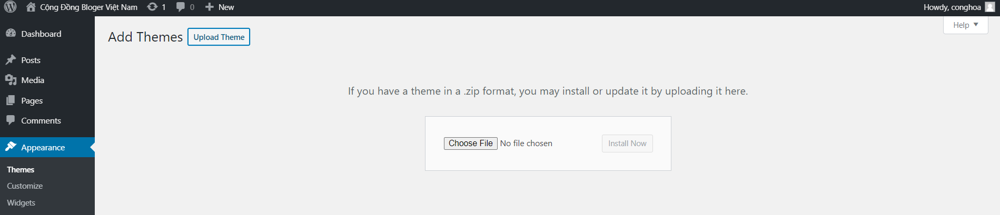 Cộng Đồng Bloger Việt Nam 1 0 New Howdy, conghoa
Help
Add Themes Upload Theme
Dashboard
Posts
Media
Pages
Comments
Appearance
Themes
Customize
Widgets
If you have a theme in a .zip format, you may install or update it by uploading it here.
Choose File No file chosen Install Now